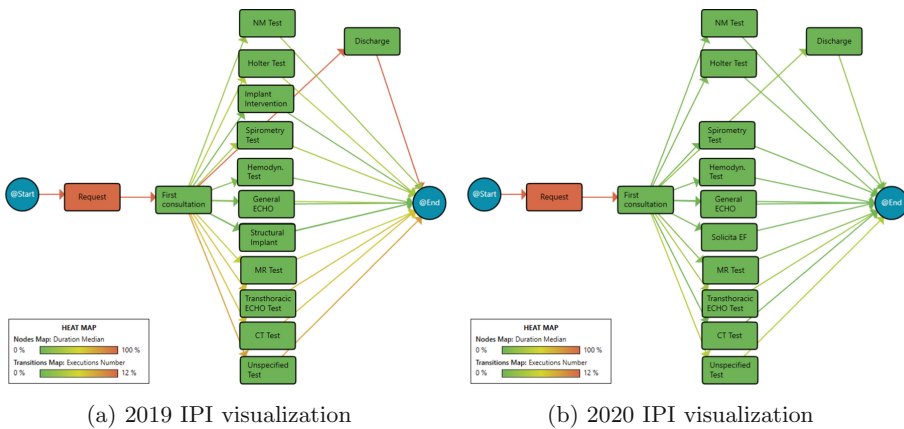 NM Test
Discharge
Holter Test
Implant
Intervention
Spirometry
Test
Hemodyn.
Test
@Start
Request
First
consultation
General
ECHO
@End
Structural
Implant
MR Test
Transthoracic
ECHO Test
CT Test
Unspecified
Test
HEAT MAP
Nodes Map: Duration Median
0 % 100 %
Transitions Map: Executions Number
0 % 12 %
(a) 2019 IPI visualization
NM Test
Discharge
Holter Test
Spirometry
Test
Hemodyn.
Test
@Start
Request
First
consultation
General
ECHO
@End
Solicita EF
MR Test
Transthoracic
ECHO Test
CT Test
Unspecified
Test
HEAT MAP
Nodes Map: Duration Median
0 % 100 %
Transitions Map: Executions Number
0 % 12 %
(b) 2020 IPI visualization